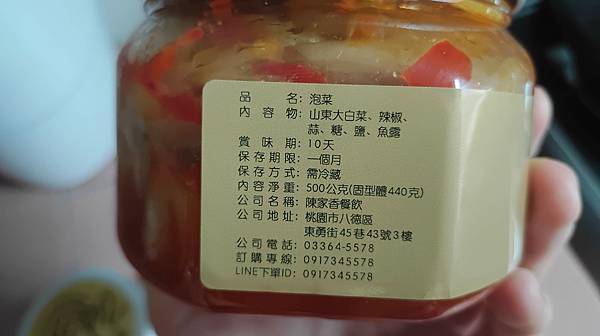 品名：泡菜
內容物：山東大白菜、辣椒、
蒜、糖、鹽、魚露
賞味期：10天
保存期限：一個月
保存方式：需冷藏
內容淨重：500公克(固型體440克)
公司名稱：陳家香餐飲
公司地址：桃園市八德區
東勇街45巷43號3樓
公司電話：03364-5578
訂購專線：0917345578
LINE下單ID：0917345578